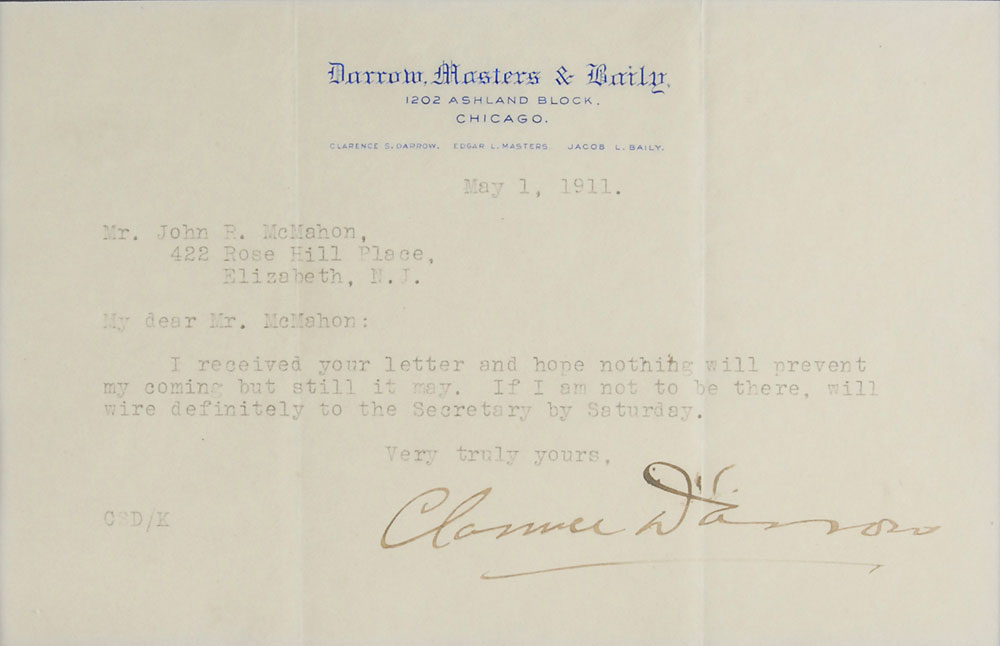 Darrow, Masters & Baily,
1202 ASHLAND BLOCK,
CHICAGO.
CLARENCE S. DARROW. EDGAR L. MASTERS. JACOB L. BAILY.
May 1, 1911.
Mr. John R. McMahon,
422 Rose Hill Place,
Elizabeth, N.J.
My dear Mr. McMahon:
I received your letter and hope nothing will prevent
my coming but still it may. If I am not to be there, will
wire definitely to the Secretary by Saturday.
Very truly yours,
Clarence Darrow
CSD/K